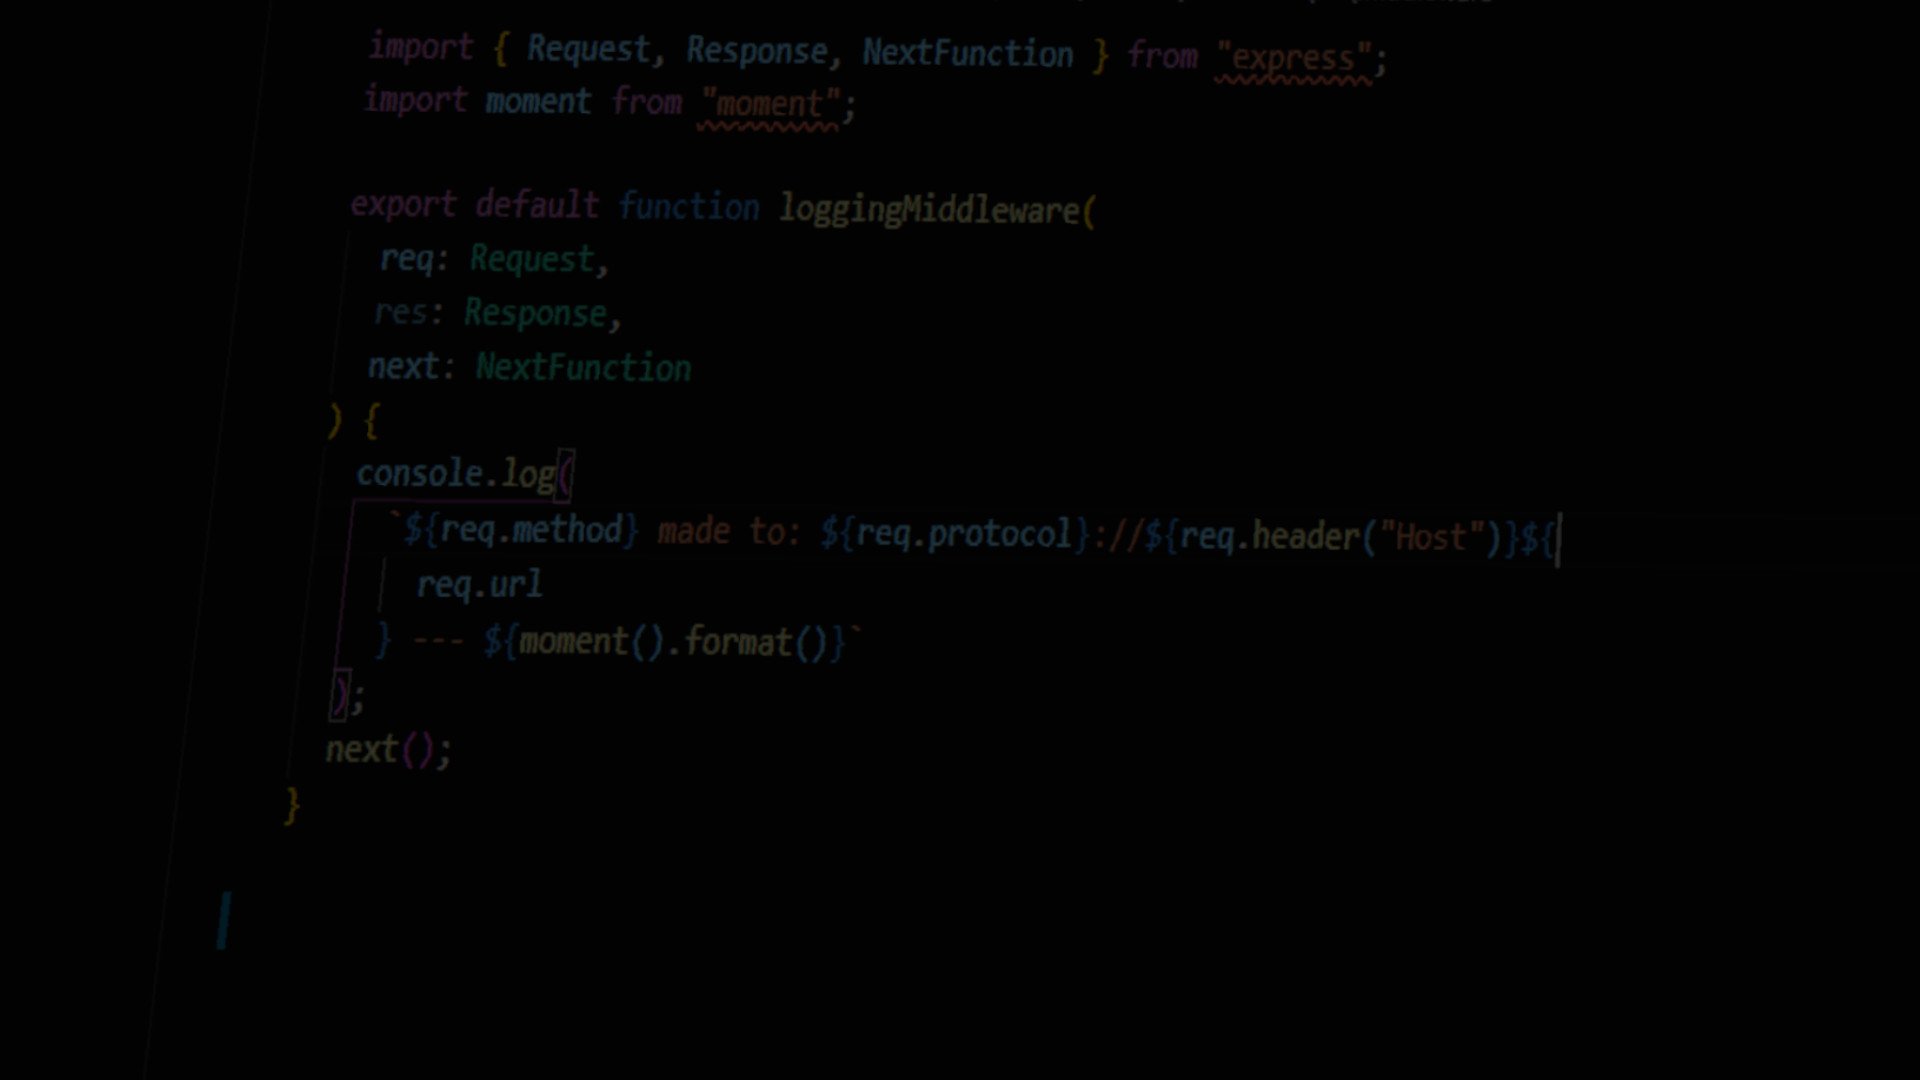 import { Request, Response, NextFunction } from "express";
import moment from "moment";
export default function loggingMiddleware(
req: Request,
res: Response,
next: NextFunction
) {
console.log(
`${req.method} made to: ${req.protocol}://${req.header("Host")}${
req.url
} --- ${moment().format()}`
);
next();
}